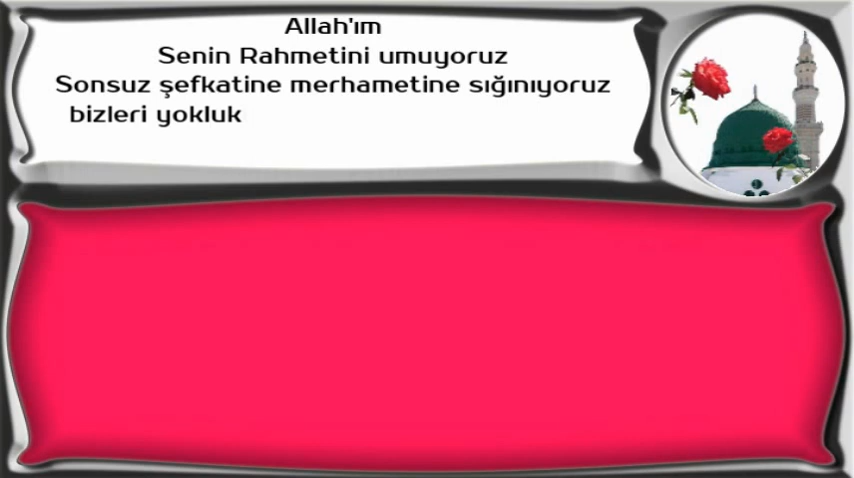 Allah'ım
Senin Rahmetini umuyoruz
Sonsuz şefkatine merhametine sığınıyoruz
bizleri yokluk